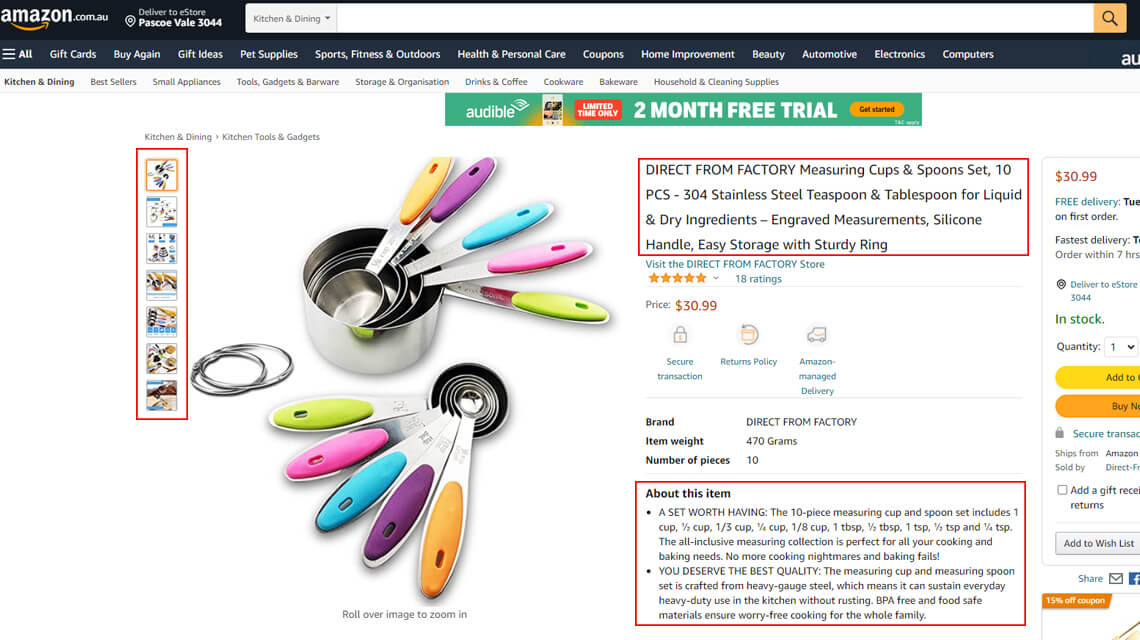 amazon.com.au
Deliver to eStore
Pascoe Vale 3044
Kitchen & Dining
All Gift Cards Buy Again Gift Ideas Pet Supplies Sports, Fitness & Outdoors Health & Personal Care Coupons Home Improvement Beauty Automotive Electronics Computers
au
Kitchen & Dining Best Sellers Small Appliances Tools, Gadgets & Barware Storage & Organisation Drinks & Coffee Cookware Bakeware Household & Cleaning Supplies
audible LIMITED TIME ONLY 2 MONTH FREE TRIAL Get started
Kitchen & Dining › Kitchen Tools & Gadgets
DIRECT FROM FACTORY Measuring Cups & Spoons Set, 10
PCS - 304 Stainless Steel Teaspoon & Tablespoon for Liquid
& Dry Ingredients – Engraved Measurements, Silicone
Handle, Easy Storage with Sturdy Ring
Visit the DIRECT FROM FACTORY Store
18 ratings
Price: $30.99
Secure
transaction
Returns Policy
Amazon-
managed
Delivery
Brand DIRECT FROM FACTORY
Item weight 470 Grams
Number of pieces 10
About this item
• A SET WORTH HAVING: The 10-piece measuring cup and spoon set includes 1
cup, ½ cup, 1/3 cup, ¼ cup, 1/8 cup, 1 tbsp, ½ tbsp, 1 tsp, ½ tsp and ¼ tsp.
The all-inclusive measuring collection is perfect for all your cooking and
baking needs. No more cooking nightmares and baking fails!
• YOU DESERVE THE BEST QUALITY: The measuring cup and measuring spoon
set is crafted from heavy-gauge steel, which means it can sustain everyday
heavy-duty use in the kitchen without rusting. BPA free and food safe
materials ensure worry-free cooking for the whole family.
Roll over image to zoom in
$30.99
FREE delivery: Tue
on first order.
Fastest delivery: T
Order within 7 hrs
Deliver to eStore
3044
In stock.
Quantity: 1
Add to
Buy No
Secure transac
Ships from Amazon
Sold by Direct-Fr
Add a gift recei
returns
Add to Wish List
Share
15% off coupon